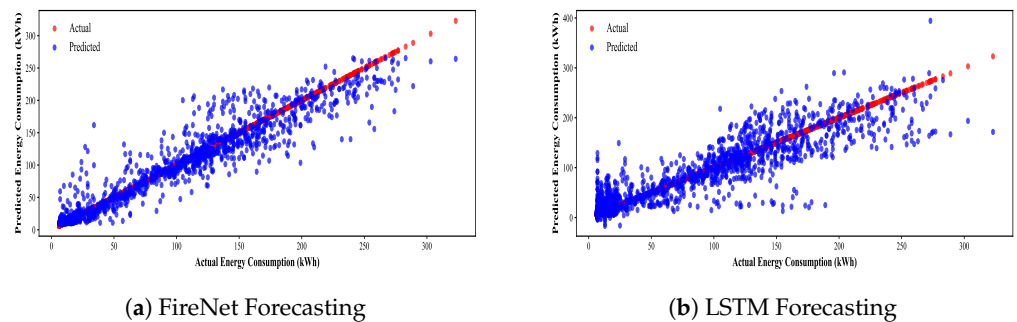 Actual
Predicted
Predicted Energy Consumption (kWh)
300
250
200
150
100
50
0
0 50 100 150 200 250 300
Actual Energy Consumption (kWh)
(a) FireNet Forecasting
Actual
Predicted
Predicted Energy Consumption (kWh)
400
300
200
100
0
0 50 100 150 200 250 300
Actual Energy Consumption (kWh)
(b) LSTM Forecasting